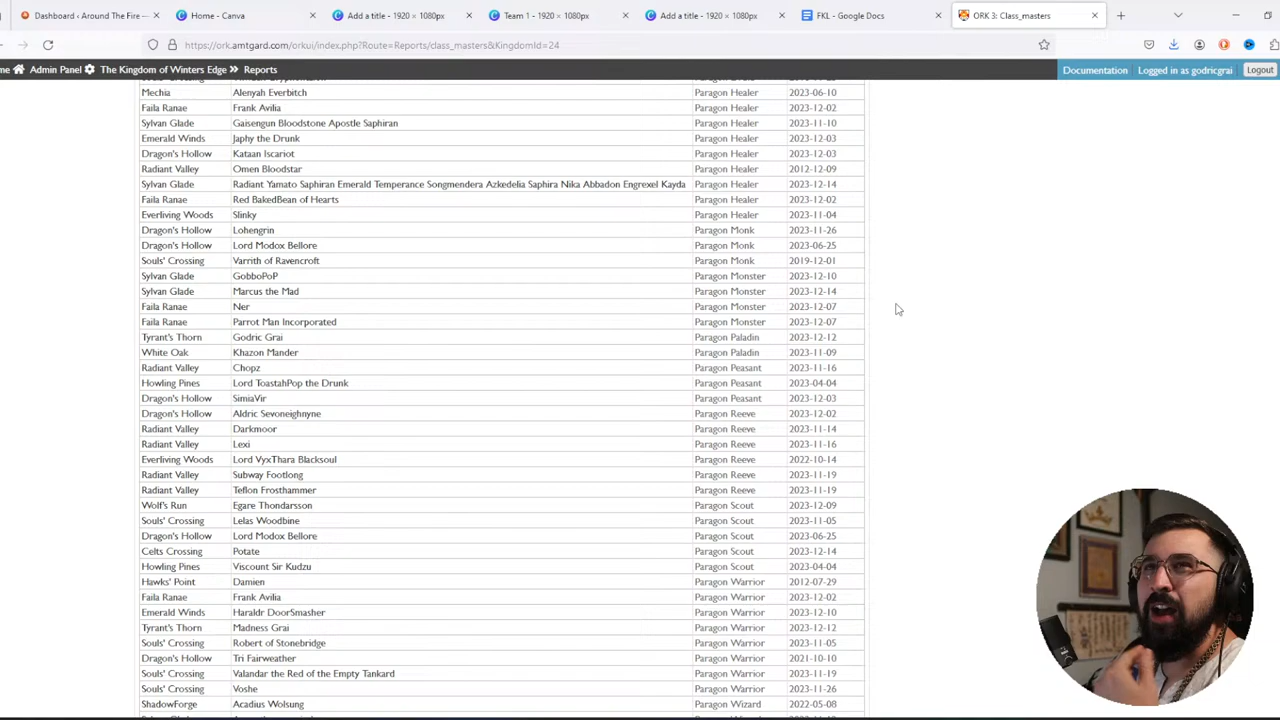 Dashboard ‹ Around The Fire —
Home - Canva
Add a title - 1920 × 1080px
Team 1 - 1920 × 1080px
Add a title - 1920 × 1080px
FKL - Google Docs
ORK 3: Class_masters
https://ork.amtgard.com/orkui/index.php?Route=Reports/class_masters&KingdomId=24
me Admin Panel The Kingdom of Winters Edge Reports
Documentation Logged in as godricgrai Logout
Mechia Alenyah Everbitch Paragon Healer 2023-06-10
Faila Ranae Frank Avilia Paragon Healer 2023-12-02
Sylvan Glade Gaisengun Bloodstone Apostle Saphiran Paragon Healer 2023-11-10
Emerald Winds Japhy the Drunk Paragon Healer 2023-12-03
Dragon's Hollow Kataan Iscariot Paragon Healer 2023-12-03
Radiant Valley Omen Bloodstar Paragon Healer 2012-12-09
Sylvan Glade Radiant Yamato Saphiran Emerald Temperance Songmendera Azkedelia Saphira Nika Abbadon Engrexel Kayda Paragon Healer 2023-12-14
Faila Ranae Red BakedBean of Hearts Paragon Healer 2023-12-02
Everliving Woods Slinky Paragon Healer 2023-11-04
Dragon's Hollow Lohengrin Paragon Monk 2023-11-26
Dragon's Hollow Lord Modox Bellore Paragon Monk 2023-06-25
Souls' Crossing Varrith of Ravencroft Paragon Monk 2019-12-01
Sylvan Glade GobboPoP Paragon Monster 2023-12-10
Sylvan Glade Marcus the Mad Paragon Monster 2023-12-14
Faila Ranae Ner Paragon Monster 2023-12-07
Faila Ranae Parrot Man Incorporated Paragon Monster 2023-12-07
Tyrant's Thorn Godric Grai Paragon Paladin 2023-12-12
White Oak Khazon Mander Paragon Paladin 2023-11-09
Radiant Valley Chopz Paragon Peasant 2023-11-16
Howling Pines Lord ToastahPop the Drunk Paragon Peasant 2023-04-04
Dragon's Hollow SimiaVir Paragon Peasant 2023-12-03
Dragon's Hollow Aldric Sevoneighnyne Paragon Reeve 2023-12-02
Radiant Valley Darkmoor Paragon Reeve 2023-11-14
Radiant Valley Lexi Paragon Reeve 2023-11-16
Everliving Woods Lord VyxThara Blacksoul Paragon Reeve 2022-10-14
Radiant Valley Subway Footlong Paragon Reeve 2023-11-19
Radiant Valley Teflon Frosthammer Paragon Reeve 2023-11-19
Wolf's Run Egare Thondarsson Paragon Scout 2023-12-09
Souls' Crossing Lelas Woodbine Paragon Scout 2023-11-05
Dragon's Hollow Lord Modox Bellore Paragon Scout 2023-06-25
Celts Crossing Potate Paragon Scout 2023-12-14
Howling Pines Viscount Sir Kudzu Paragon Scout 2023-04-04
Hawks' Point Damien Paragon Warrior 2012-07-29
Faila Ranae Frank Avilia Paragon Warrior 2023-12-02
Emerald Winds Haraldr DoorSmasher Paragon Warrior 2023-12-10
Tyrant's Thorn Madness Grai Paragon Warrior 2023-12-12
Souls' Crossing Robert of Stonebridge Paragon Warrior 2023-11-05
Dragon's Hollow Tri Fairweather Paragon Warrior 2021-10-10
Souls' Crossing Valandar the Red of the Empty Tankard Paragon Warrior 2023-11-19
Souls' Crossing Voshe Paragon Warrior 2023-11-26
ShadowForge Acadius Wolsung Paragon Wizard 2022-05-08